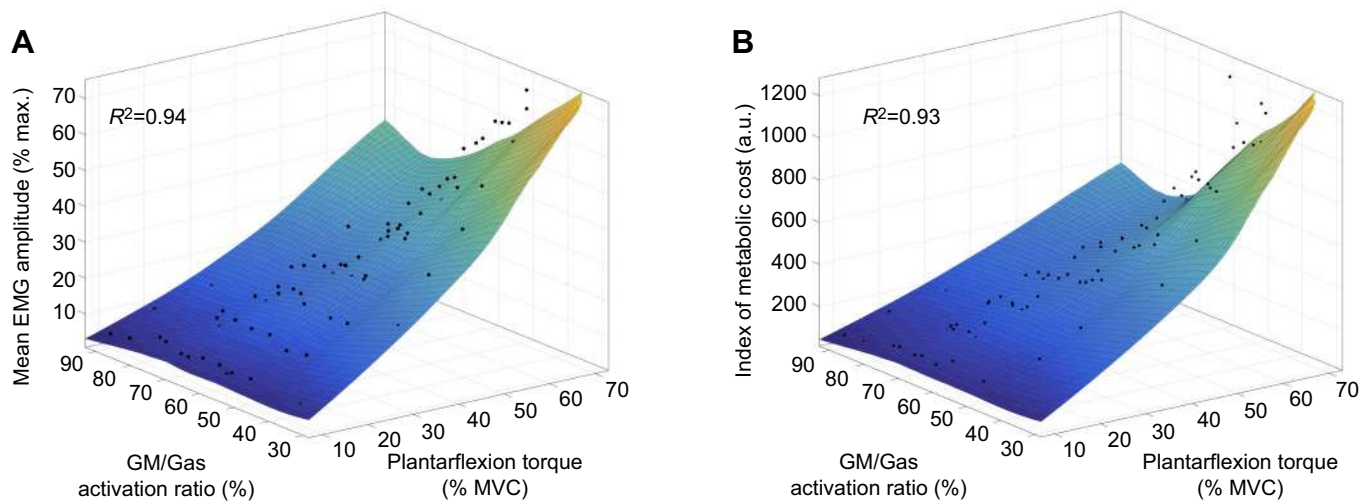 A
R²=0.94
Mean EMG amplitude (% max.)
70
60
50
40
30
20
10
90
80
70
60
50
40
30
GM/Gas
activation ratio (%)
10
20
30
40
50
60
70
Plantarflexion torque
(% MVC)
B
R²=0.93
Index of metabolic cost (a.u.)
1200
1000
800
600
400
200
90
80
70
60
50
40
30
GM/Gas
activation ratio (%)
10
20
30
40
50
60
70
Plantarflexion torque
(% MVC)